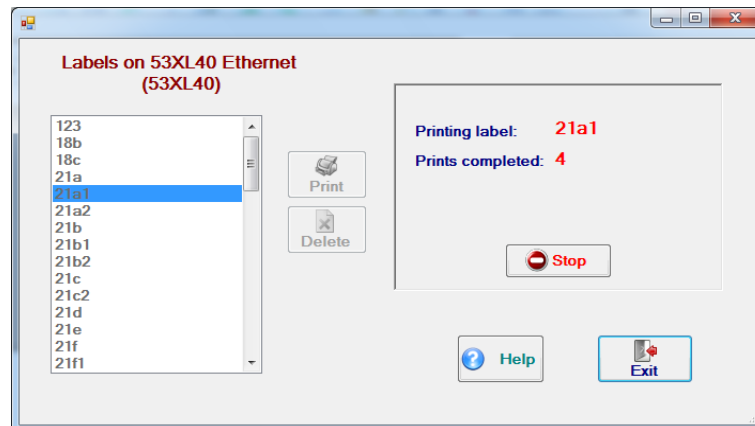 Labels on 53XL40 Ethernet
(53XL40)
123
18b
18c
21a
21a1
21a2
21b
21b1
21b2
21c
21c2
21d
21e
21f
21f1
Print
Delete
Printing label: 21a1
Prints completed: 4
Stop
Help
Exit